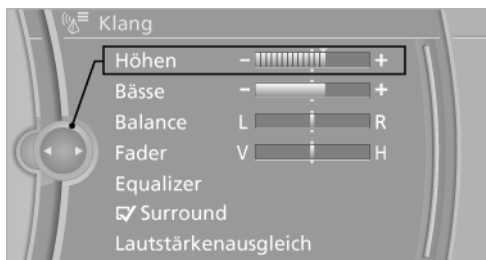 Klang
Höhen - +
Bässe - +
Balance L R
Fader V H
Equalizer
Surround
Lautstärkenausgleich